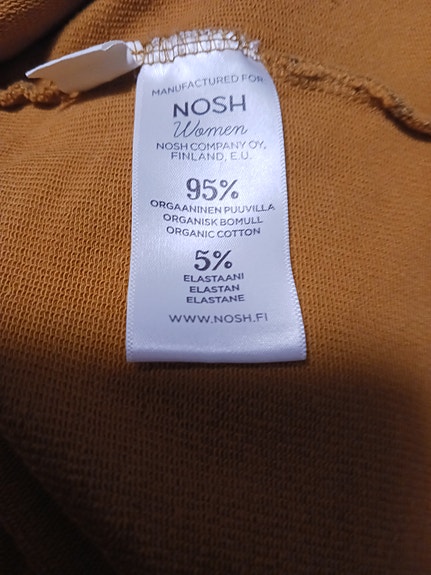 MANUFACTURED FOR
NOSH
Women
NOSH COMPANY OY,
FINLAND, E.U.
95%
ORGAANINEN PUUVILLA
ORGANISK BOMULL
ORGANIC COTTON
5%
ELASTAANI
ELASTAN
ELASTANE
WWW.NOSH.FI